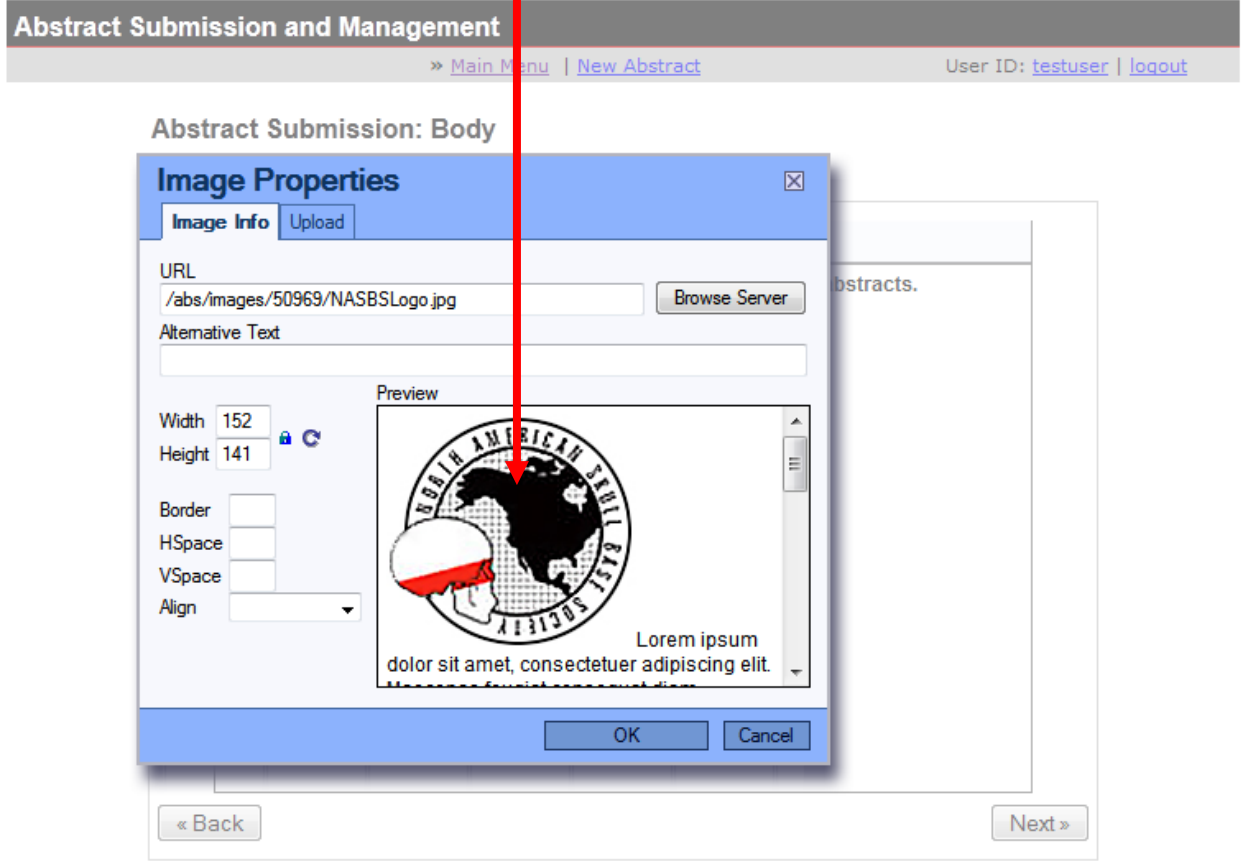 Abstract Submission and Management
» Main Menu | New Abstract User ID: testuser | logout
Abstract Submission: Body
Image Properties
Image Info Upload
bstracts.
URL
/abs/images/50969/NASBSLogo.jpg Browse Server
Alternative Text
Preview
Width 152
Height 141
Border
HSpace
VSpace
Align
NORTH AMERICAN SKULL BASE SOCIETY
Lorem ipsum
dolor sit amet, consectetuer adipiscing elit.
OK Cancel
« Back Next »